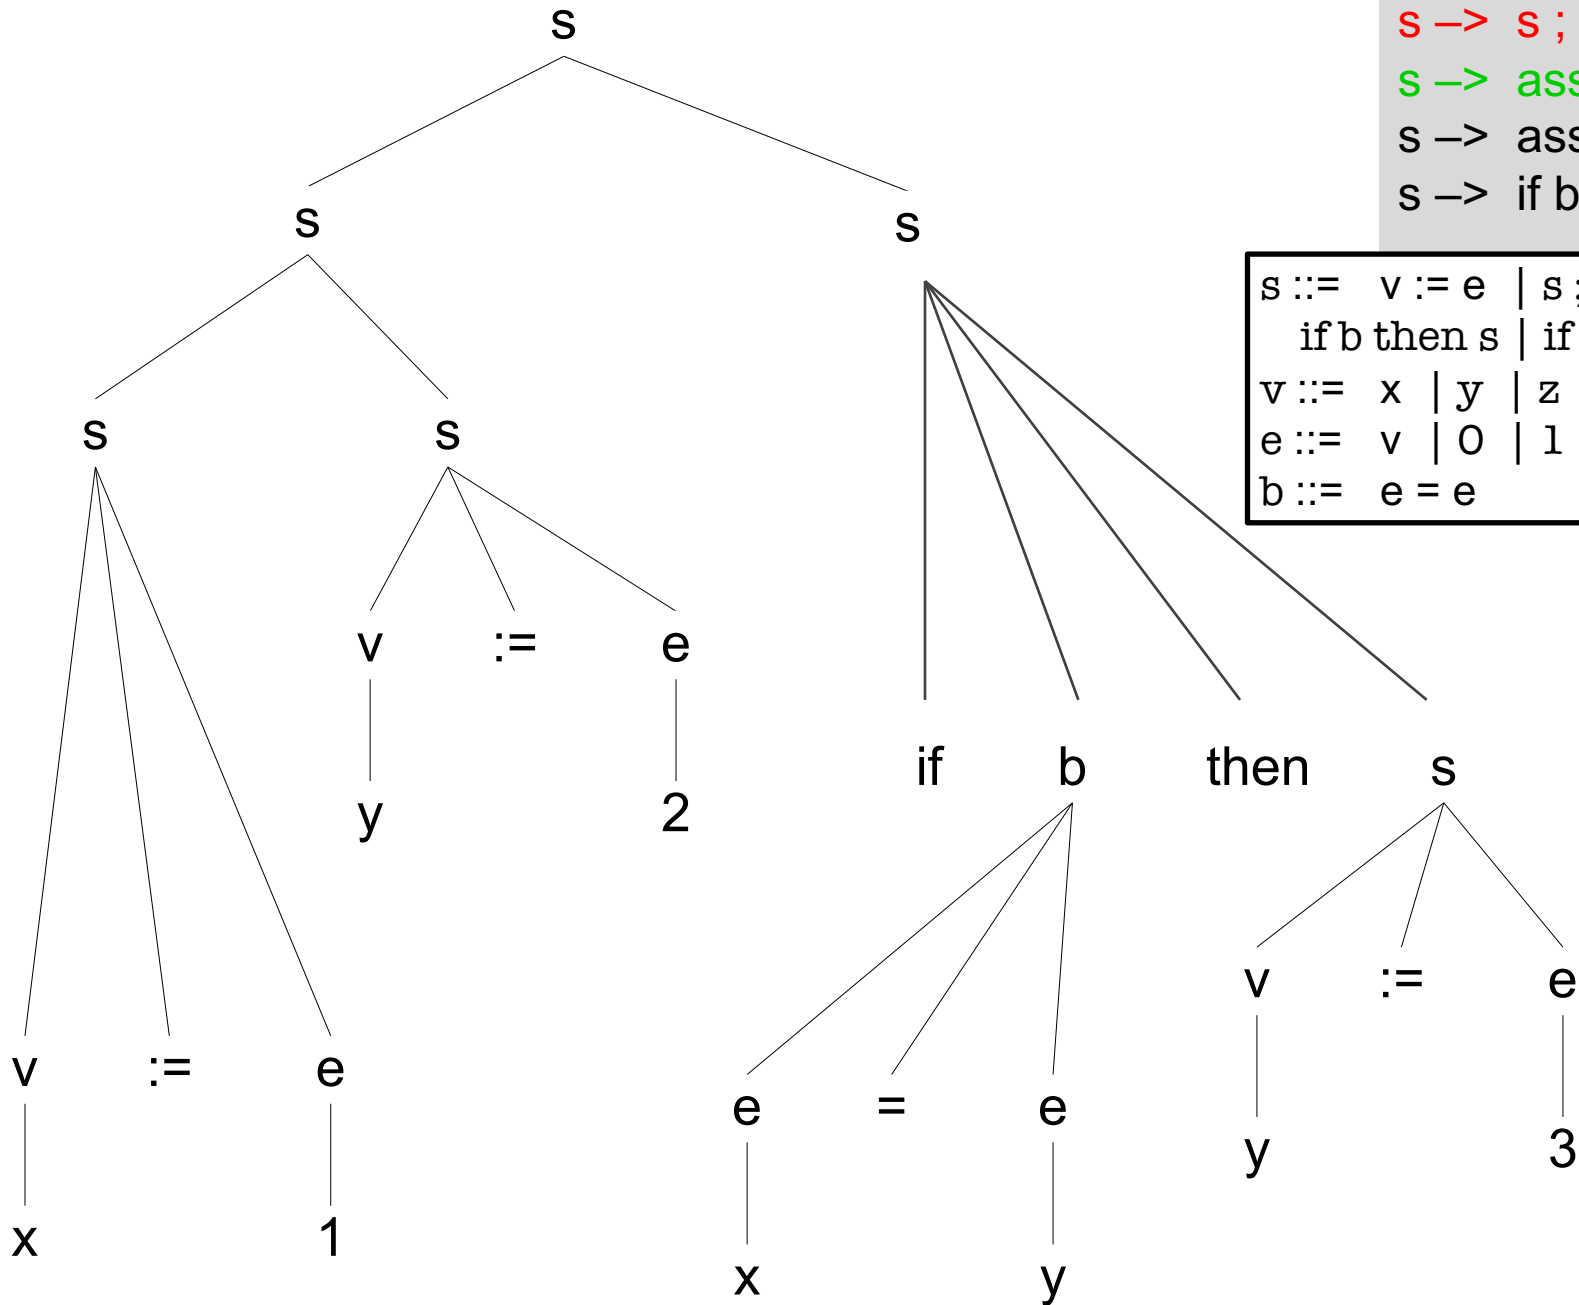 s
s –> s ;
s –> ass
s –> ass
s –> if b
s s
s ::= v := e | s ;
if b then s | if
v ::= x | y | z
e ::= v | 0 | 1
b ::= e = e
s s
v := e
if b then s
y 2
v := e
v := e
e = e
y 3
x 1
x y